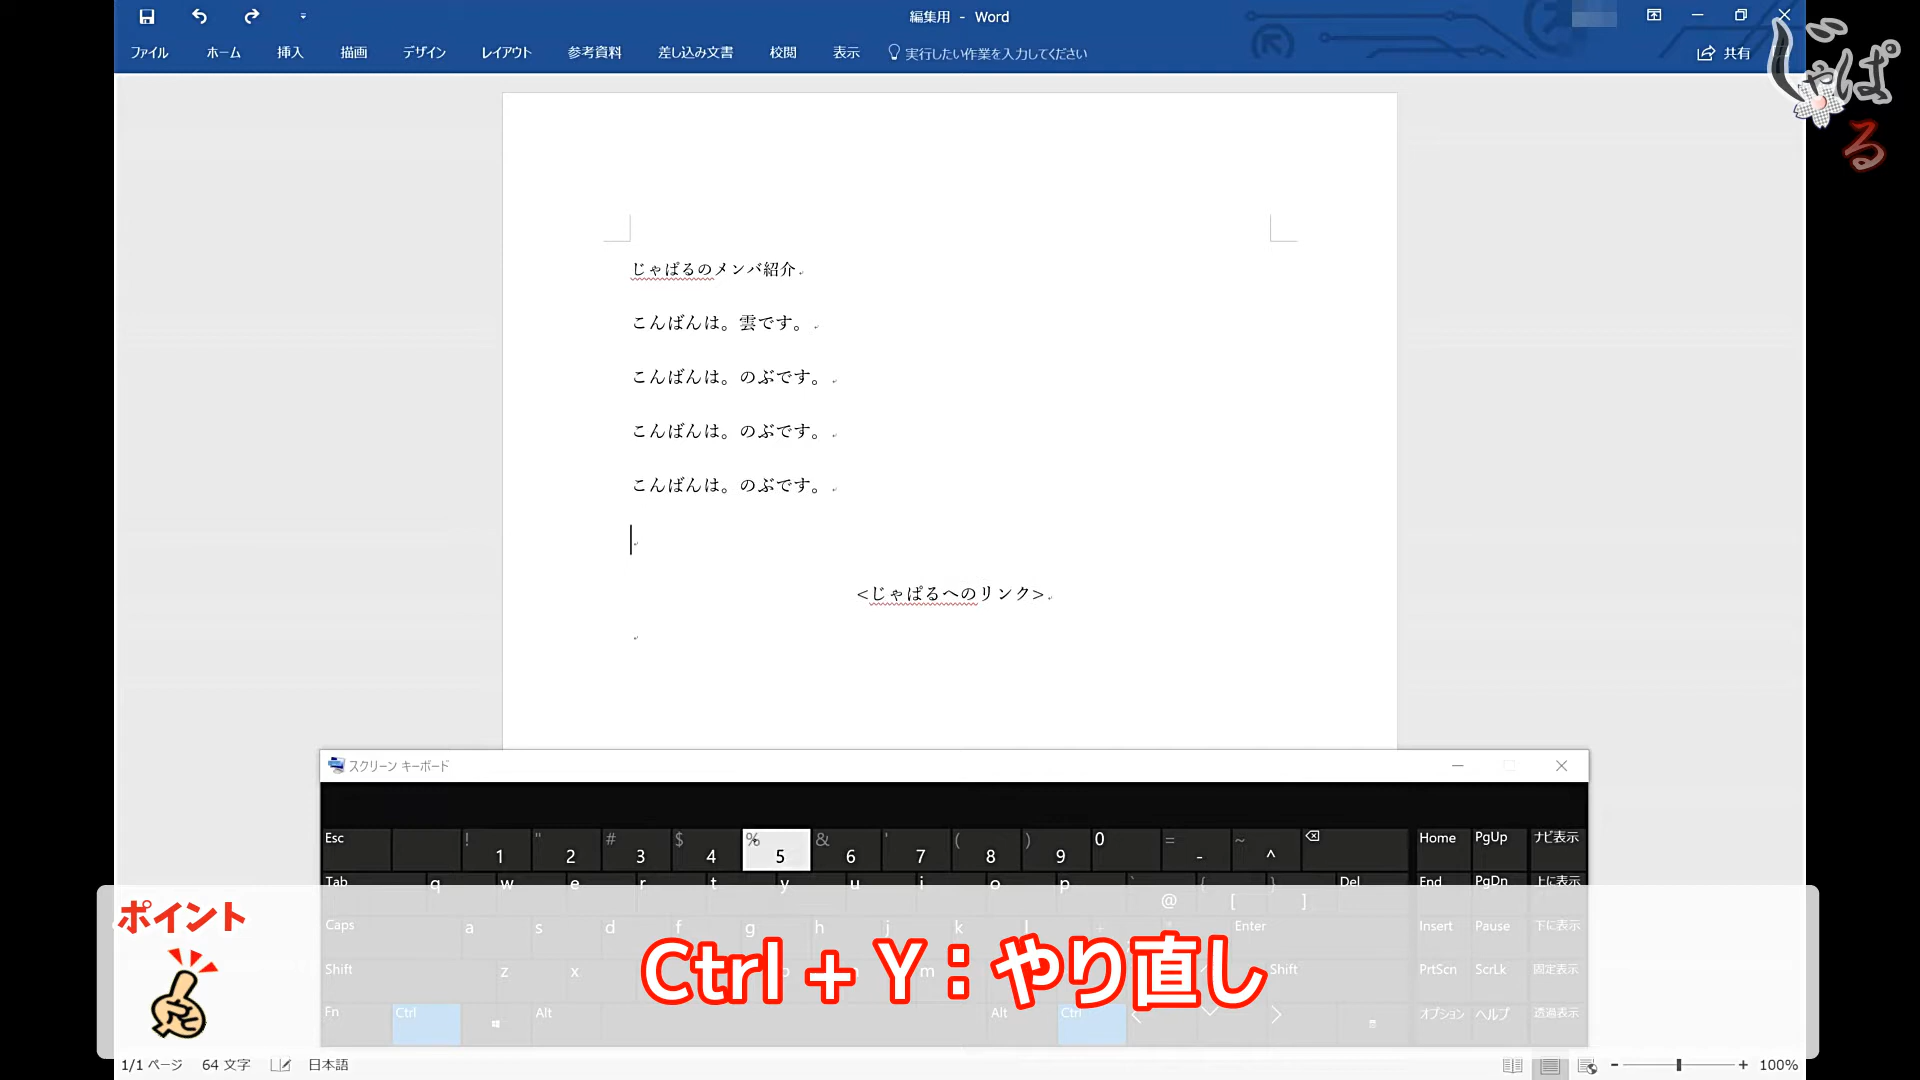 編集用 - Word
ファイル ホーム 挿入 描画 デザイン レイアウト 参考資料 差し込み文書 校閲 表示 実行したい作業を入力してください 共有
じゃぱる
じゃぱるのメンバ紹介
こんばんは。雲です。
こんばんは。のぶです。
こんばんは。のぶです。
こんばんは。のぶです。
<じゃぱるへのリンク>
スクリーン キーボード
Esc ! 1 " 2 # 3 $ 4 % 5 & 6 ' 7 ( 8 ) 9 0 = - ~ ^ Home PgUp ナビ表示
Tab q w e r t y u i o p ` @ { [ } ] Del End PgDn 上に表示
Caps a s d f g h j k l + * Enter Insert Pause 下に表示
Shift z x m Shift PrtScn ScrLk 固定表示
Fn Ctrl Alt Alt Ctrl オプション ヘルプ 透過表示
ポイント
Ctrl + Y：やり直し
1/1 ページ 64 文字 日本語 - + 100%